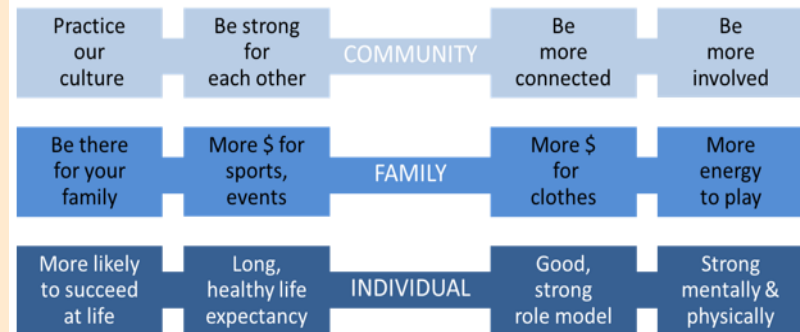 Practice
our
culture
Be strong
for
each other
COMMUNITY
Be
more
connected
Be
more
involved
Be there
for your
family
More $ for
sports,
events
FAMILY
More $
for
clothes
More
energy
to play
More likely
to succeed
at life
Long,
healthy life
expectancy
INDIVIDUAL
Good,
strong
role model
Strong
mentally &
physically